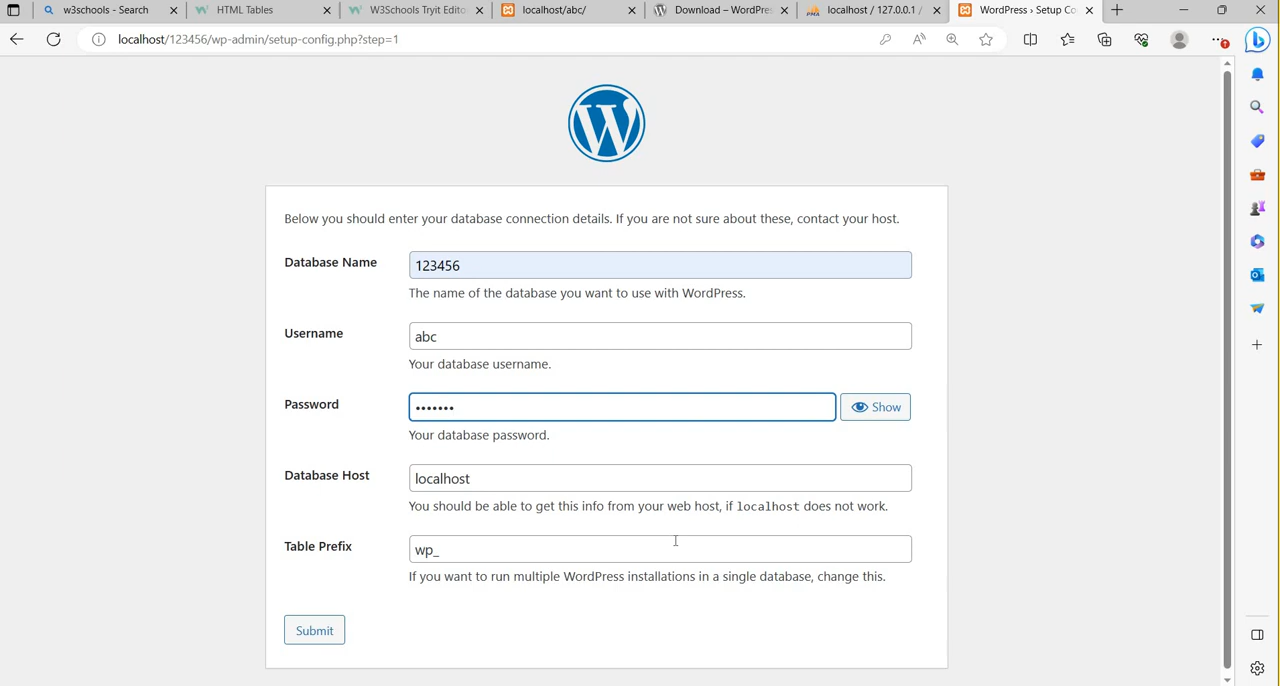 w3schools - Search
HTML Tables
W3Schools Tryit Edito
localhost/abc/
Download – WordPre
localhost / 127.0.0.1 /
WordPress › Setup Co
localhost/123456/wp-admin/setup-config.php?step=1
Below you should enter your database connection details. If you are not sure about these, contact your host.
Database Name
123456
The name of the database you want to use with WordPress.
Username
abc
Your database username.
Password
•••••••
Show
Your database password.
Database Host
localhost
You should be able to get this info from your web host, if localhost does not work.
Table Prefix
wp_
If you want to run multiple WordPress installations in a single database, change this.
Submit